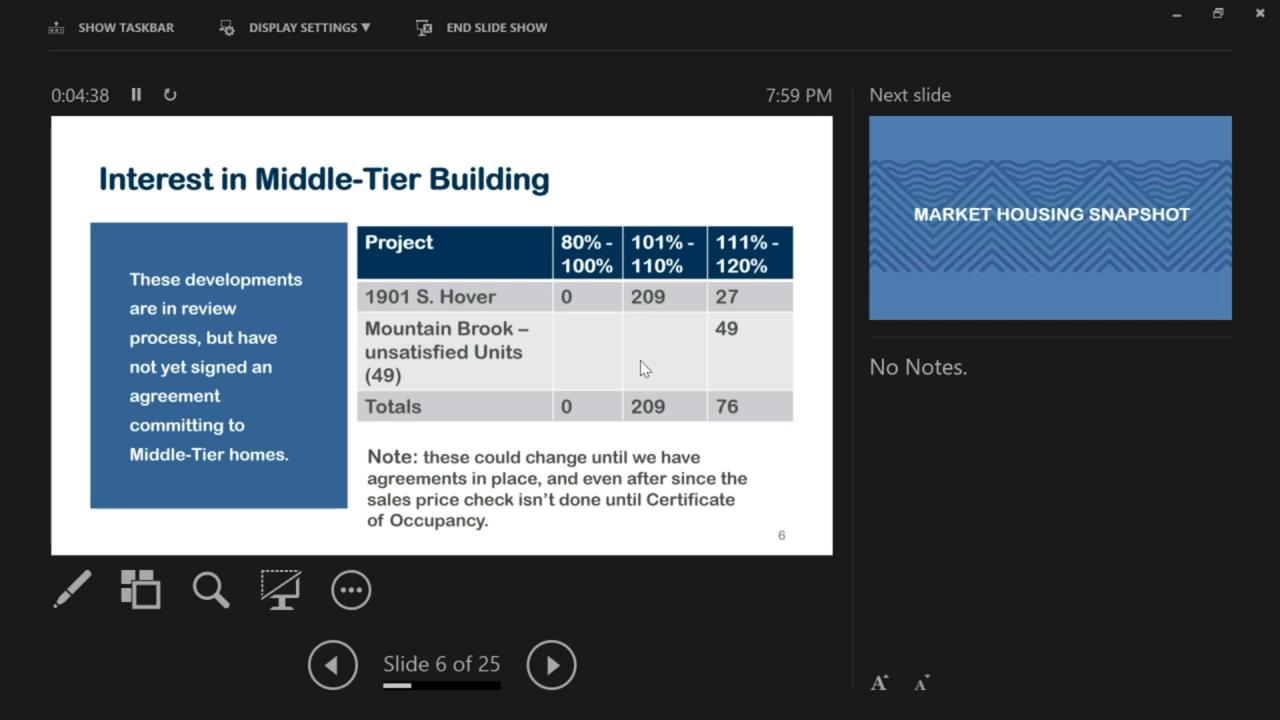 SHOW TASKBAR
DISPLAY SETTINGS ▼
END SLIDE SHOW
0:04:38
7:59 PM
Next slide
Interest in Middle-Tier Building
These developments
are in review
process, but have
not yet signed an
agreement
committing to
Middle-Tier homes.
Project 80% - 101% - 111% -
100% 110% 120%
1901 S. Hover 0 209 27
Mountain Brook – 49
unsatisfied Units
(49)
Totals 0 209 76
Note: these could change until we have
agreements in place, and even after since the
sales price check isn’t done until Certificate
of Occupancy.
6
MARKET HOUSING SNAPSHOT
No Notes.
Slide 6 of 25
A A